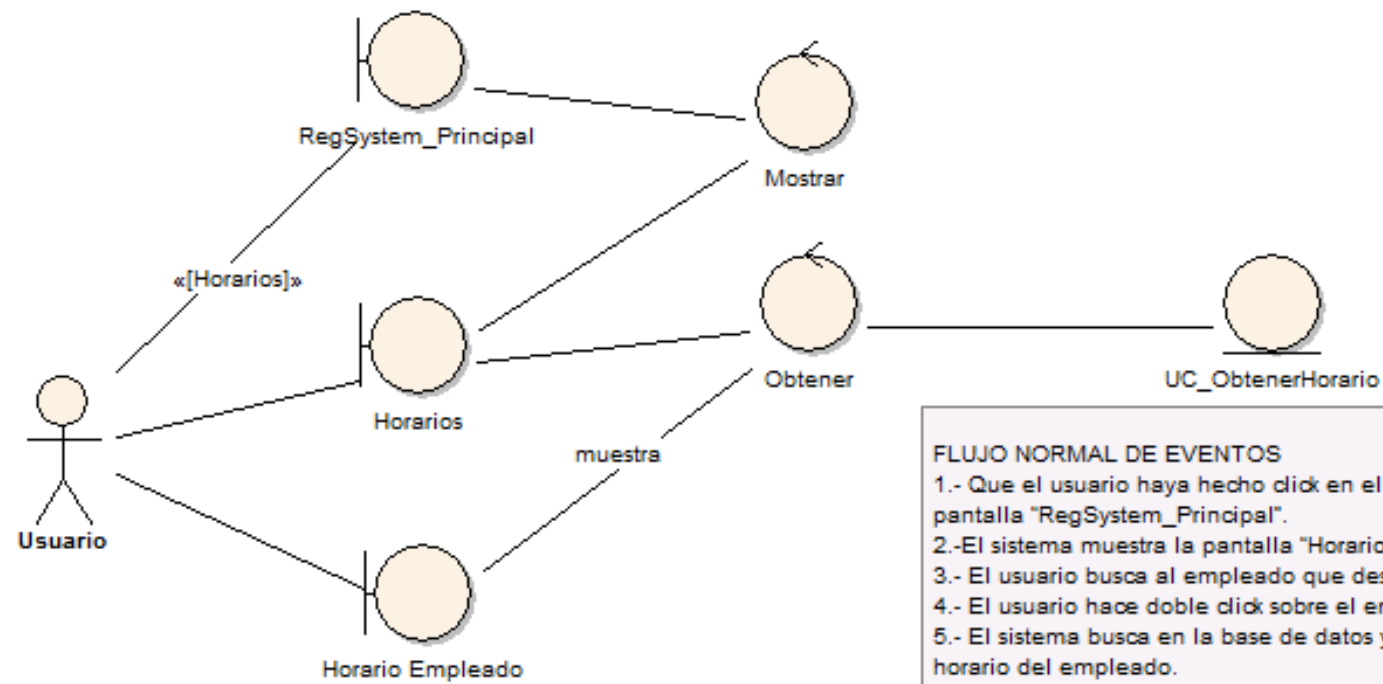 RegSystem_Principal
Mostrar
«[Horarios]»
Horarios
Obtener
UC_ObtenerHorario
muestra
Usuario
Horario Empleado
FLUJO NORMAL DE EVENTOS
1.- Que el usuario haya hecho click en el
pantalla "RegSystem_Principal".
2.-El sistema muestra la pantalla "Horario
3.- El usuario busca al empleado que des
4.- El usuario hace doble click sobre el em
5.- El sistema busca en la base de datos y
horario del empleado.